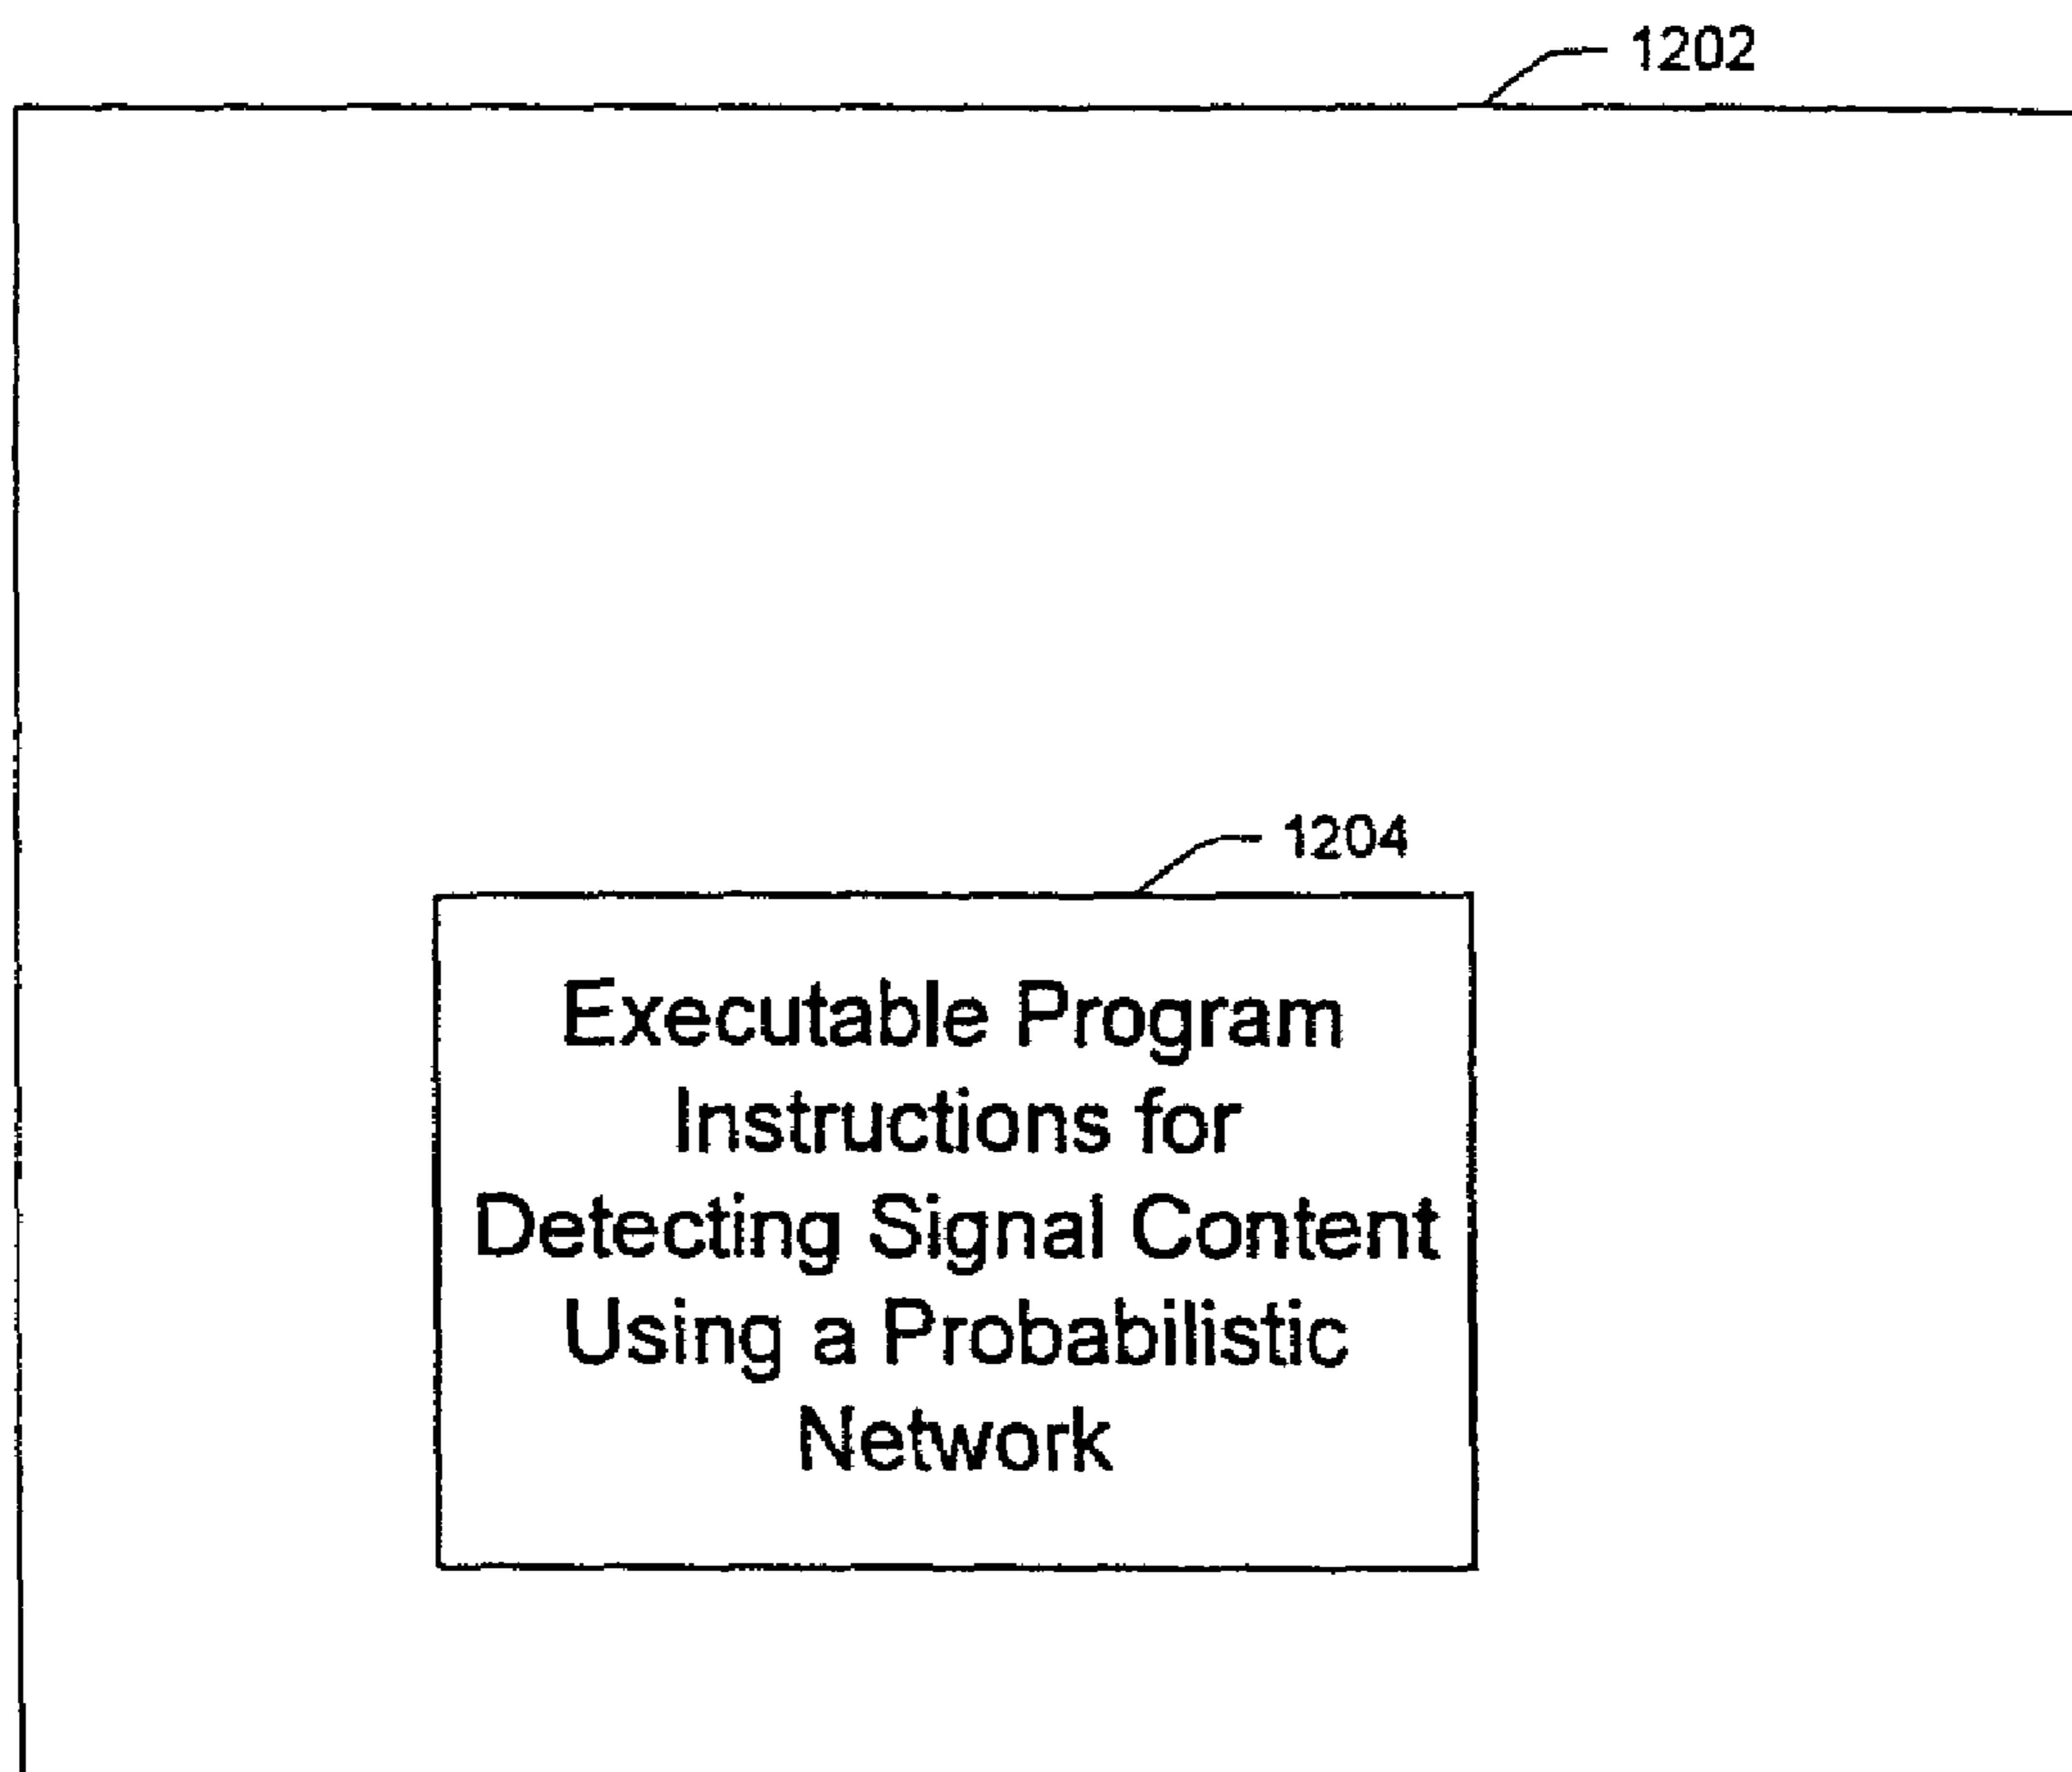 1202
1204
Executable Program
Instructions for
Detecting Signal Content
Using a Probabilistic
Network